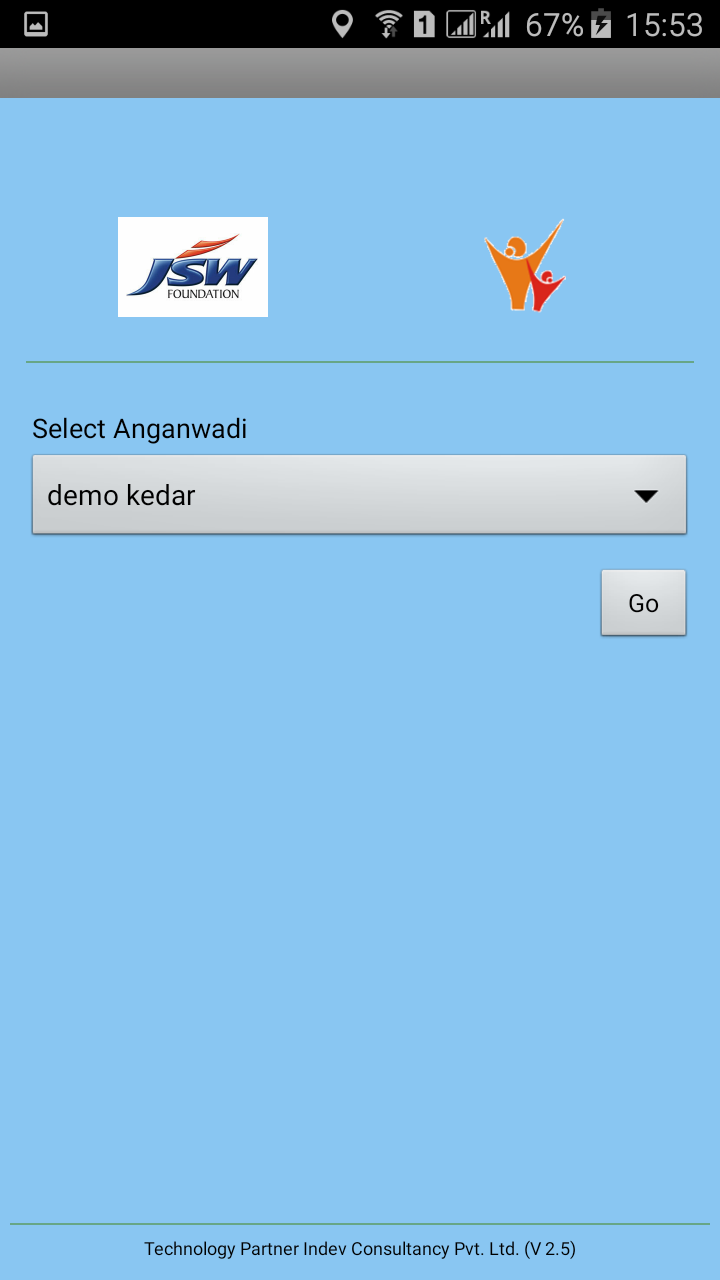 1
R
67%
15:53
JSW
FOUNDATION
Select Anganwadi
demo kedar
Go
Technology Partner Indev Consultancy Pvt. Ltd. (V 2.5)